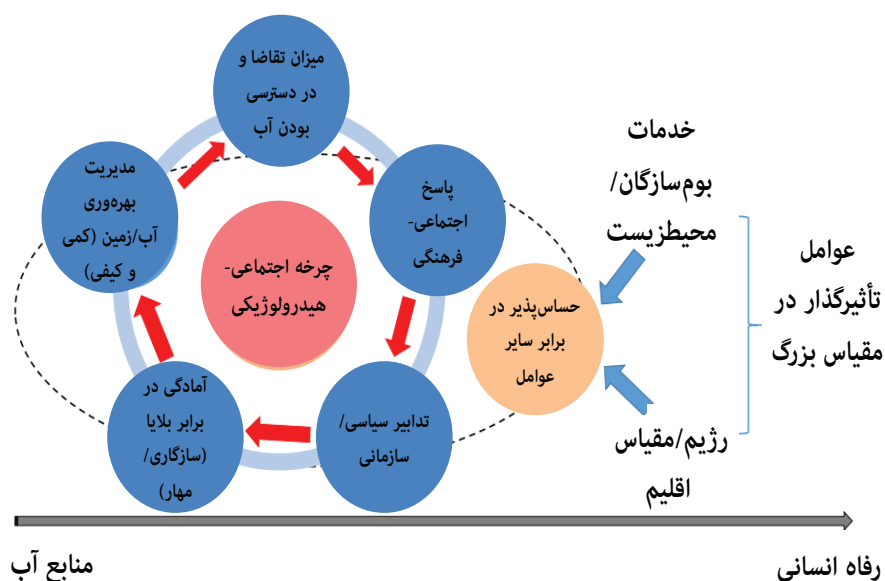 میزان تقاضا و
در دسترسی
بودن آب
پاسخ
اجتماعی-
فرهنگی
تدابیر سیاسی/
سازمانی
آمادگی در
برابر بلایا
(سازگاری/
مهار)
مدیریت
بهره‌وری
آب/زمین (کمی
و کیفی)
چرخه اجتماعی-
هیدرولوژیکی
حساس‌پذیر در
برابر سایر
عوامل
خدمات
بوم‌سازگان/
محیط‌زیست
رژیم/مقیاس
اقلیم
عوامل
تأثیرگذار در
مقیاس بزرگ
منابع آب
رفاه انسانی